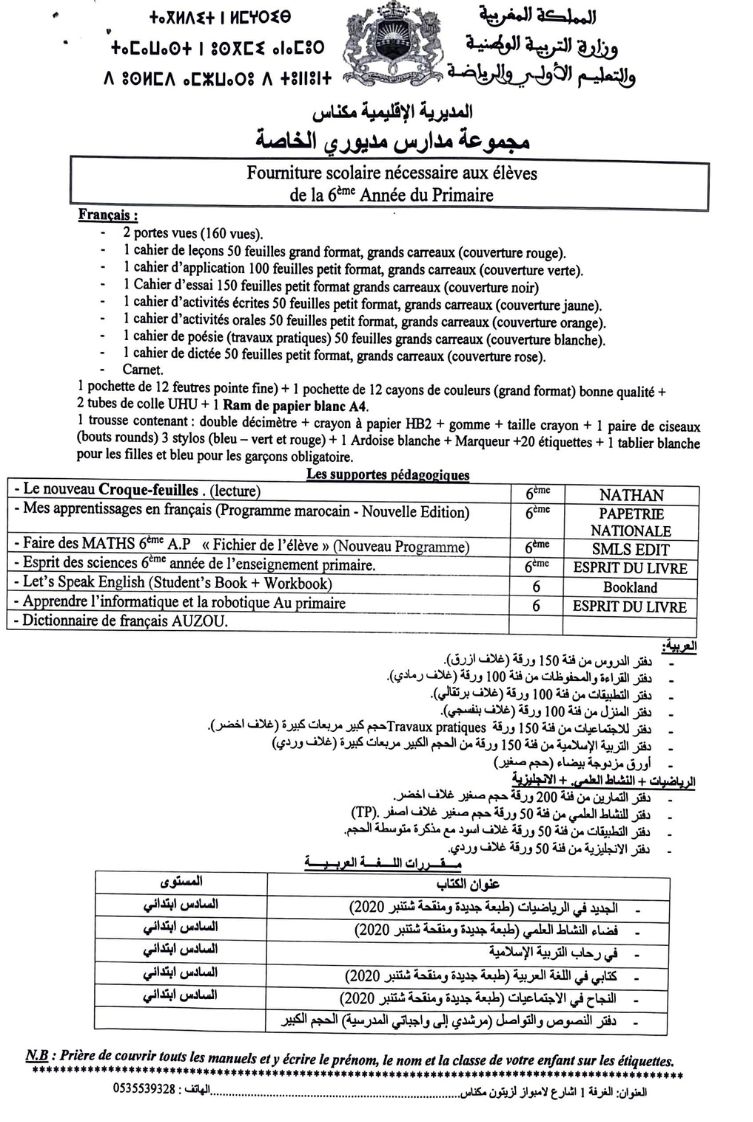 ⵜⴰⴳⵍⴷⵉⵜ ⵏ ⵍⵎⵖⵔⵉⴱ
ⵜⴰⵎⴰⵡⴰⵙⵜ ⵏ ⵓⵙⴳⵎⵉ ⴰⵏⴰⵎⵓⵔ
ⴷ ⵓⵙⵍⵎⴷ ⴰⵎⵣⵡⴰⵔⵓ ⴷ ⵜⵓⵏⵏⵓⵏⵜ
المملكة المغربية
وزارة التربية الوطنية
والتعليم الأولي والرياضة
المديرية الإقليمية مكناس
مجموعة مدارس مديوري الخاصة
Fourniture scolaire nécessaire aux élèves
de la 6ème Année du Primaire
Français :
- 2 portes vues (160 vues).
- 1 cahier de leçons 50 feuilles grand format, grands carreaux (couverture rouge).
- 1 cahier d'application 100 feuilles petit format, grands carreaux (couverture verte).
- 1 Cahier d'essai 150 feuilles petit format grands carreaux (couverture noir)
- 1 cahier d'activités écrites 50 feuilles petit format, grands carreaux (couverture jaune).
- 1 cahier d'activités orales 50 feuilles petit format, grands carreaux (couverture orange).
- 1 cahier de poésie (travaux pratiques) 50 feuilles grands carreaux (couverture blanche).
- 1 cahier de dictée 50 feuilles petit format, grands carreaux (couverture rose).
- Carnet.
1 pochette de 12 feutres pointe fine) + 1 pochette de 12 cayons de couleurs (grand format) bonne qualité +
2 tubes de colle UHU + 1 Ram de papier blanc A4.
1 trousse contenant : double décimètre + crayon à papier HB2 + gomme + taille crayon + 1 paire de ciseaux
(bouts rounds) 3 stylos (bleu – vert et rouge) + 1 Ardoise blanche + Marqueur +20 étiquettes + 1 tablier blanche
pour les filles et bleu pour les garçons obligatoire.
Les supportes pédagogiques
- Le nouveau Croque-feuilles . (lecture) 6ème NATHAN
- Mes apprentissages en français (Programme marocain - Nouvelle Edition) 6ème PAPETRIE
NATIONALE
- Faire des MATHS 6ème A.P « Fichier de l'élève » (Nouveau Programme) 6ème SMLS EDIT
- Esprit des sciences 6ème année de l'enseignement primaire. 6ème ESPRIT DU LIVRE
- Let's Speak English (Student's Book + Workbook) 6 Bookland
- Apprendre l'informatique et la robotique Au primaire 6 ESPRIT DU LIVRE
- Dictionnaire de français AUZOU.
العربية:
- دفتر الدروس من فئة 150 ورقة (غلاف ازرق).
- دفتر القراءة والمحفوظات من فئة 100 ورقة (غلاف رمادي).
- دفتر التطبيقات من فئة 100 ورقة (غلاف برتقالي).
- دفتر المنزل من فئة 100 ورقة (غلاف بنفسجي).
- دفتر للاجتماعيات من فئة 150 ورقة Travaux pratiques حجم كبير مربعات كبيرة (غلاف اخضر).
- دفتر التربية الإسلامية من فئة 150 ورقة من الحجم الكبير مربعات كبيرة (غلاف وردي)
- أورق مزدوجة بيضاء (حجم صغير)
الرياضيات + النشاط العلمي. + الانجليزية
- دفتر التمارين من فئة 200 ورقة حجم صغير غلاف اخضر.
- دفتر للنشاط العلمي من فئة 50 ورقة حجم صغير غلاف اصفر .(TP)
- دفتر التطبيقات من فئة 50 ورقة غلاف اسود مع مذكرة متوسطة الحجم.
- دفتر الانجليزية من فئة 50 ورقة غلاف وردي.
مـقـــررات اللــغــة العربـيـــة
عنوان الكتاب المستوى
- الجديد في الرياضيات (طبعة جديدة ومنقحة شتنبر 2020) السادس ابتدائي
- فضاء النشاط العلمي (طبعة جديدة ومنقحة شتنبر 2020) السادس ابتدائي
- في رحاب التربية الإسلامية السادس ابتدائي
- كتابي في اللغة العربية (طبعة جديدة ومنقحة شتنبر 2020) السادس ابتدائي
- النجاح في الاجتماعيات (طبعة جديدة ومنقحة شتنبر 2020) السادس ابتدائي
- دفتر النصوص والتواصل (مرشدي إلى واجباتي المدرسية) الحجم الكبير
N.B : Prière de couvrir touts les manuels et y écrire le prénom, le nom et la classe de votre enfant sur les étiquettes.
العنوان: الغرفة 1 اشارع لامبواز لزيتون مكناس.......................................................الهاتف : 0535539328